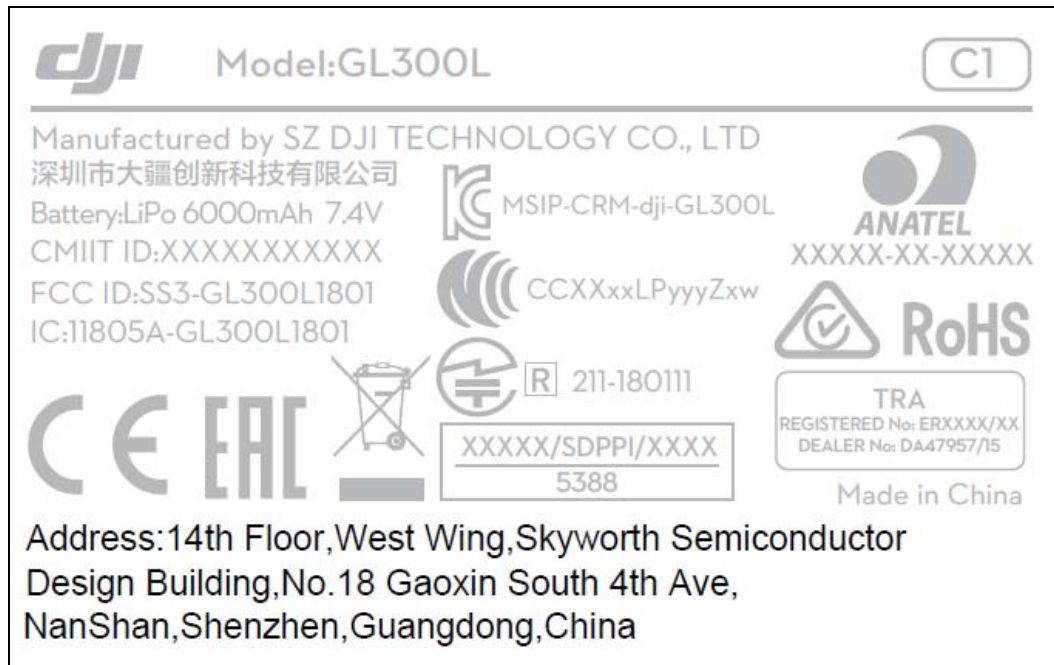 dji Model:GL300L C1
Manufactured by SZ DJI TECHNOLOGY CO., LTD
深圳市大疆创新科技有限公司
Battery:LiPo 6000mAh 7.4V
CMIIT ID:XXXXXXXXXXX
FCC ID:SS3-GL300L1801
IC:11805A-GL300L1801
MSIP-CRM-dji-GL300L
CCXXxxLPyyyZxw
R 211-180111
XXXXX/SDPPI/XXXX
5388
ANATEL
XXXXX-XX-XXXXX
RoHS
TRA
REGISTERED No: ERXXXX/XX
DEALER No: DA47957/15
CE EAC
Made in China
Address:14th Floor,West Wing,Skyworth Semiconductor
Design Building,No.18 Gaoxin South 4th Ave,
NanShan,Shenzhen,Guangdong,China